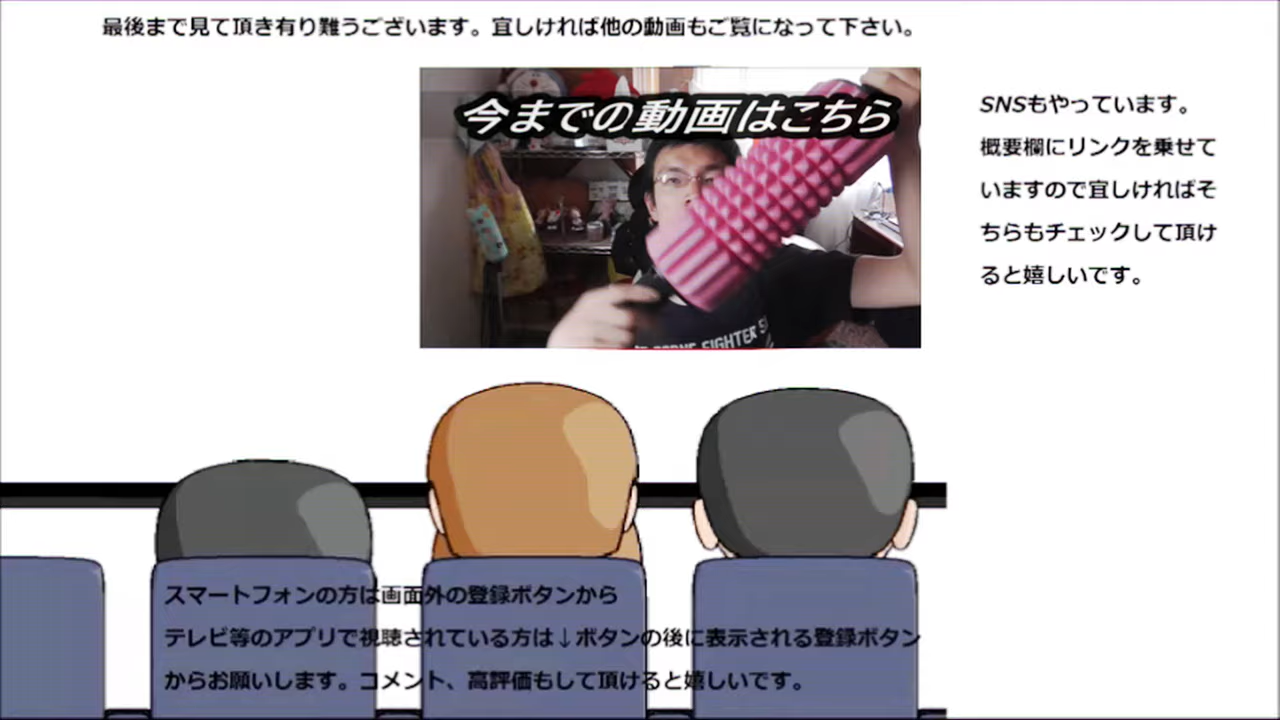 最後まで見て頂き有り難うございます。宜しければ他の動画もご覧になって下さい。
今までの動画はこちら
FIGHTER
SNSもやっています。
概要欄にリンクを乗せて
いますので宜しければそ
ちらもチェックして頂け
ると嬉しいです。
スマートフォンの方は画面外の登録ボタンから
テレビ等のアプリで視聴されている方は↓ボタンの後に表示される登録ボタン
からお願いします。コメント、高評価もして頂けると嬉しいです。